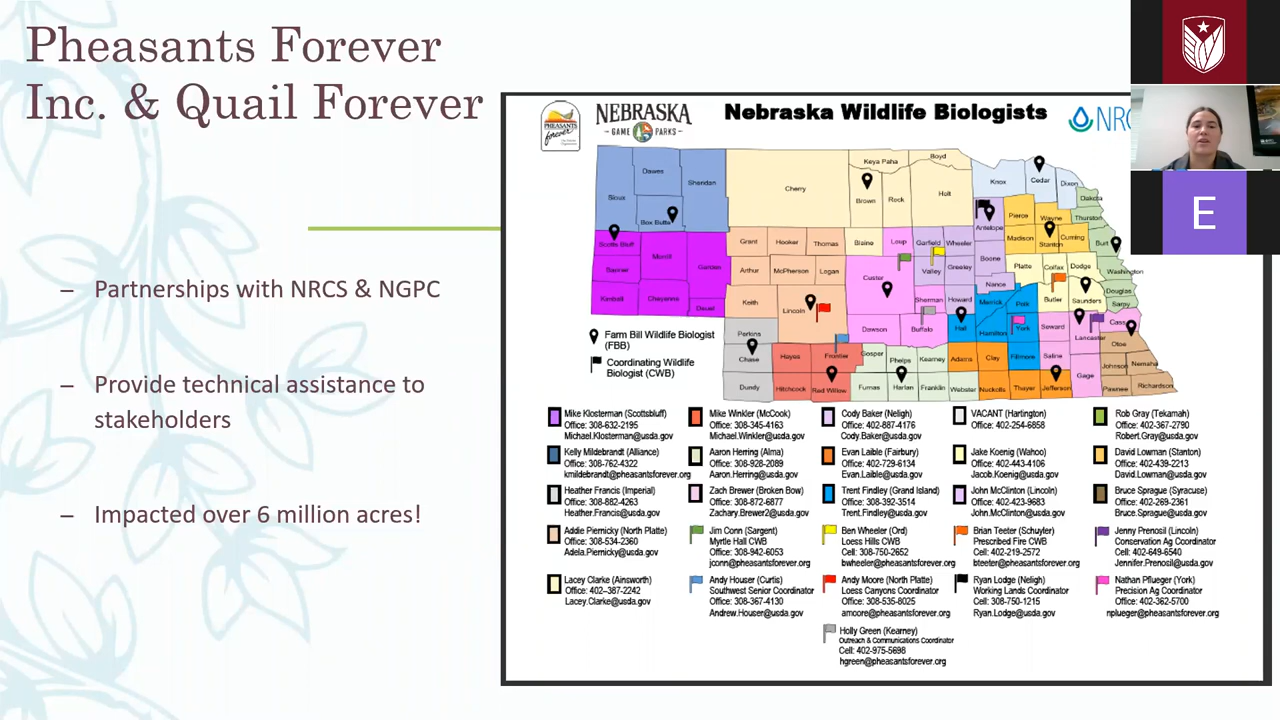 Pheasants Forever
Inc. & Quail Forever
– Partnerships with NRCS & NGPC
– Provide technical assistance to
stakeholders
– Impacted over 6 million acres!
PHEASANTS
forever
NEBRASKA
GAME PARKS
Nebraska Wildlife Biologists
NRC
E
Sioux
Dawes
Sheridan
Box Butte
Scotts Bluff
Banner
Morrill
Garden
Kimball
Cheyenne
Deuel
Cherry
Keya Paha
Boyd
Brown
Rock
Holt
Knox
Cedar
Dixon
Dakota
Antelope
Pierce
Wayne
Thurston
Grant
Hooker
Thomas
Blaine
Loup
Garfield
Wheeler
Madison
Stanton
Cuming
Burt
Arthur
McPherson
Logan
Custer
Valley
Greeley
Boone
Platte
Colfax
Dodge
Washington
Nance
Keith
Lincoln
Sherman
Howard
Merrick
Polk
Butler
Saunders
Douglas
Sarpy
Perkins
Dawson
Buffalo
Hall
Hamilton
York
Seward
Lancaster
Cass
Otoe
Chase
Hayes
Frontier
Gosper
Phelps
Kearney
Adams
Clay
Fillmore
Saline
Gage
Johnson
Nemaha
Dundy
Hitchcock
Red Willow
Furnas
Harlan
Franklin
Webster
Nuckolls
Thayer
Jefferson
Pawnee
Richardson
Farm Bill Wildlife Biologist
(FBB)
Coordinating Wildlife
Biologist (CWB)
Mike Klosterman (Scottsbluff)
Office: 308-632-2195
Michael.Klosterman@usda.gov
Mike Winkler (McCook)
Office: 308-345-4163
Michael.Winkler@usda.gov
Cody Baker (Neligh)
Office: 402-887-4176
Cody.Baker@usda.gov
VACANT (Hartington)
Office: 402-254-6858
Rob Gray (Tekamah)
Office: 402-367-2790
Robert.Gray@usda.gov
Kelly Mildebrandt (Alliance)
Office: 308-762-4322
kmildebrandt@pheasantsforever.org
Aaron Herring (Alma)
Office: 308-928-2089
Aaron.Herring@usda.gov
Evan Laible (Fairbury)
Office: 402-729-6134
Evan.Laible@usda.gov
Jake Koenig (Wahoo)
Office: 402-443-4106
Jacob.Koenig@usda.gov
David Lowman (Stanton)
Office: 402-439-2213
David.Lowman@usda.gov
Heather Francis (Imperial)
Office: 308-882-4263
Heather.Francis@usda.gov
Zach Brewer (Broken Bow)
Office: 308-872-6877
Zachary.Brewer2@usda.gov
Trent Findley (Grand Island)
Office: 308-392-3514
Trent.Findley@usda.gov
John McClinton (Lincoln)
Office: 402-423-9683
John.McClinton@usda.gov
Bruce Sprague (Syracuse)
Office: 402-269-2361
Bruce.Sprague@usda.gov
Addie Piernicky (North Platte)
Office: 308-534-2360
Adela.Piernicky@usda.gov
Jim Conn (Sargent)
Myrtle Hall CWB
Office: 308-942-6053
jconn@pheasantsforever.org
Ben Wheeler (Ord)
Loess Hills CWB
Cell: 308-750-2652
bwheeler@pheasantsforever.org
Brian Teeter (Schuyler)
Prescribed Fire CWB
Cell: 402-219-2572
bteeter@pheasantsforever.org
Jenny Prenosil (Lincoln)
Conservation Ag Coordinator
Cell: 402-649-6540
Jennifer.Prenosil@usda.gov
Lacey Clarke (Ainsworth)
Office: 402–387-2242
Lacey.Clarke@usda.gov
Andy Houser (Curtis)
Southwest Senior Coordinator
Office: 308-367-4130
Andrew.Houser@usda.gov
Andy Moore (North Platte)
Loess Canyons Coordinator
Office: 308-535-8025
amoore@pheasantsforever.org
Ryan Lodge (Neligh)
Working Lands Coordinator
Cell: 308-750-1215
Ryan.Lodge@usda.gov
Nathan Pflueger (York)
Precision Ag Coordinator
Office: 402-362-5700
nplueger@pheasantsforever.org
Holly Green (Kearney)
Outreach & Communications Coordinator
Cell: 402-975-5698
hgreen@pheasantsforever.org